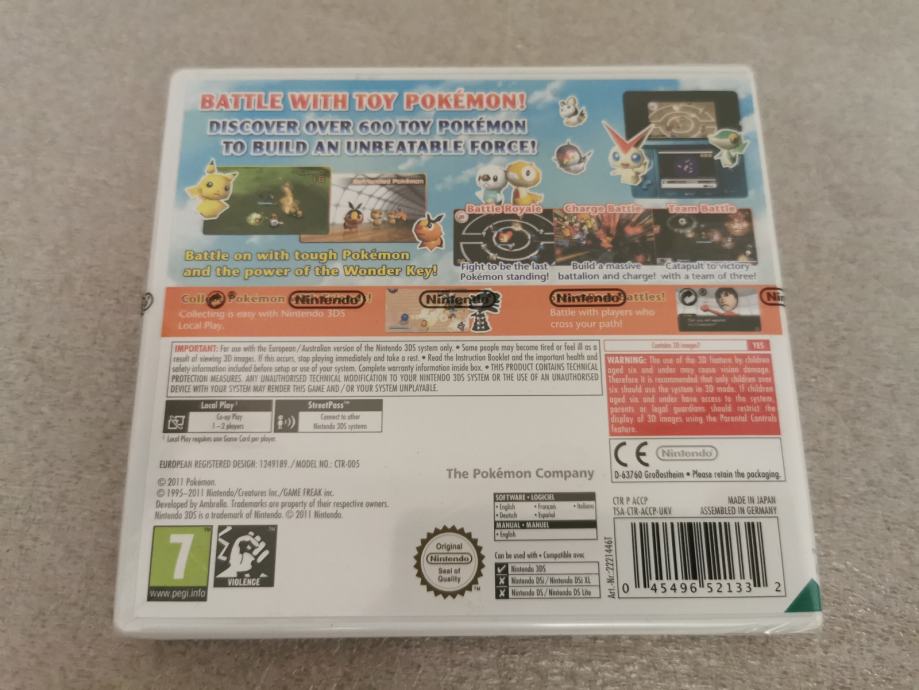 BATTLE WITH TOY POKÉMON!
DISCOVER OVER 600 TOY POKÉMON
TO BUILD AN UNBEATABLE FORCE!
Befriended Pokémon
Battle on with tough Pokémon
and the power of the Wonder Key!
Battle Royale
Fight to be the last
Pokémon standing!
Charge Battle
Build a massive
battalion and charge!
Team Battle
Catapult to victory
with a team of three!
Pokémon
Collecting is easy with Nintendo 3DS
Local Play.
Nintendo
Nintendo
Nintendo
Nin
Battle with players who
cross your path!
IMPORTANT: For use with the European/Australian version of the Nintendo 3DS system only. • Some people may become tired or feel ill as a
result of viewing 3D images. If this occurs, stop playing immediately and take a rest. • Read the Instruction Booklet and the important health and
safety information included before setup or use of your system. Complete warranty information inside box. • THIS PRODUCT CONTAINS TECHNICAL
PROTECTION MEASURES. ANY UNAUTHORISED TECHNICAL MODIFICATION TO YOUR NINTENDO 3DS SYSTEM OR THE USE OF AN UNAUTHORISED
DEVICE WITH YOUR SYSTEM MAY RENDER THIS GAME AND/OR YOUR SYSTEM UNPLAYABLE.
Contains 3D images? YES
WARNING: The use of the 3D feature by children
aged six and under may cause vision damage.
Therefore it is recommended that only children over
six should use the system in 3D mode. If children
aged six and under have access to the system,
parents or legal guardians should restrict the
display of 3D images using the Parental Controls
feature.
Local Play¹
Co-op Play
1–2 players
StreetPass™
Connect to other
Nintendo 3DS systems
¹ Local Play requires one Game Card per player.
CE Nintendo
D-63760 Großostheim • Please retain the packaging.
EUROPEAN REGISTERED DESIGN: 1249189./MODEL NO.: CTR-005
The Pokémon Company
© 2011 Pokémon.
© 1995–2011 Nintendo/Creatures Inc./GAME FREAK inc.
Developed by Ambrella. Trademarks are property of their respective owners.
Nintendo 3DS is a trademark of Nintendo. © 2011 Nintendo.
SOFTWARE • LOGICIEL
• English • Français • Italiano
• Deutsch • Español
MANUAL • MANUEL
• English
CTR P ACCP
TSA-CTR-ACCP-UKV
MADE IN JAPAN
ASSEMBLED IN GERMANY
7
www.pegi.info
VIOLENCE
Original
Nintendo
Seal of
Quality
TM
Can be used with • Compatible avec
Nintendo 3DS
Nintendo DSi/Nintendo DSi XL
Nintendo DS/Nintendo DS Lite
Art.-Nr.:2221446T
0 45496 52133 2